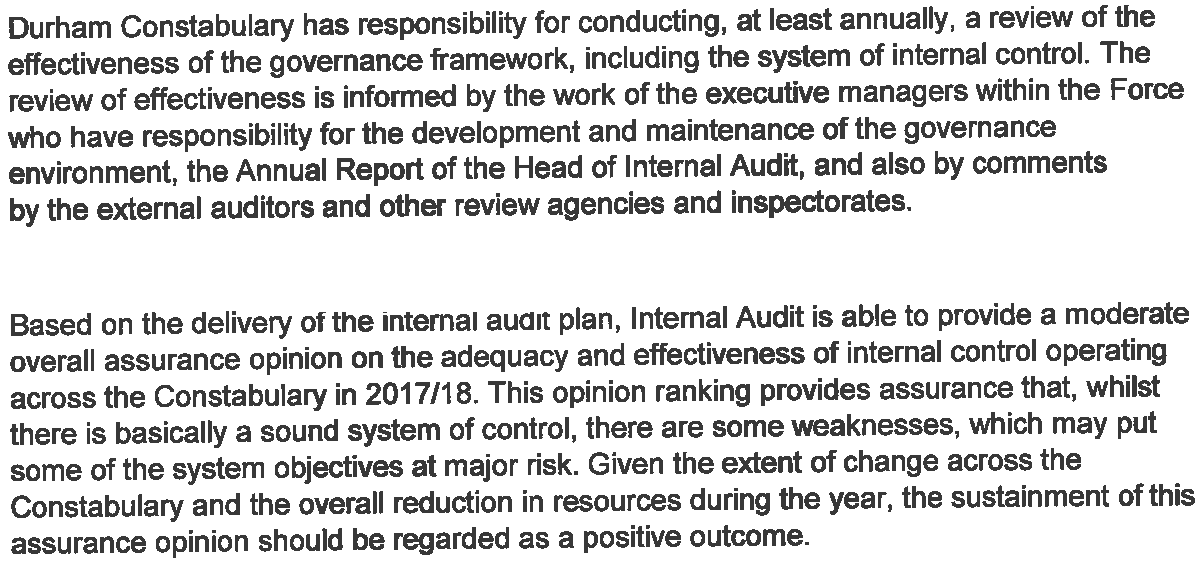 Durham Constabulary has responsibility for conducting, at least annually, a review of the
effectiveness of the governance framework, including the system of internal control. The
review of effectiveness is informed by the work of the executive managers within the Force
who have responsibility for the development and maintenance of the governance
environment, the Annual Report of the Head of Internal Audit, and also by comments
by the external auditors and other review agencies and inspectorates.
Based on the delivery of the internal audit plan, Internal Audit is able to provide a moderate
overall assurance opinion on the adequacy and effectiveness of internal control operating
across the Constabulary in 2017/18. This opinion ranking provides assurance that, whilst
there is basically a sound system of control, there are some weaknesses, which may put
some of the system objectives at major risk. Given the extent of change across the
Constabulary and the overall reduction in resources during the year, the sustainment of this
assurance opinion should be regarded as a positive outcome.